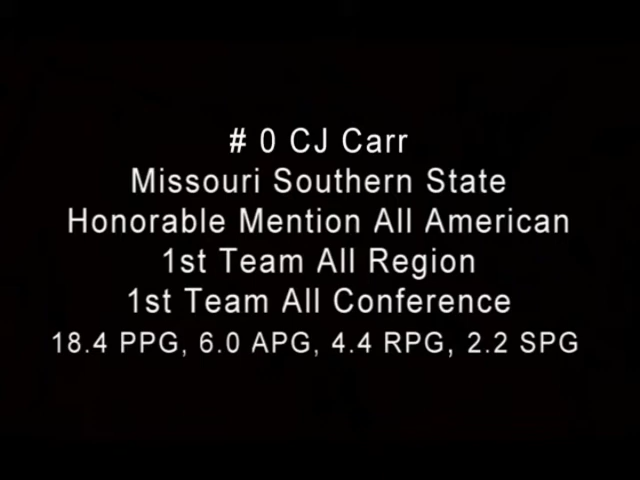 # 0 CJ Carr
Missouri Southern State
Honorable Mention All American
1st Team All Region
1st Team All Conference
18.4 PPG, 6.0 APG, 4.4 RPG, 2.2 SPG